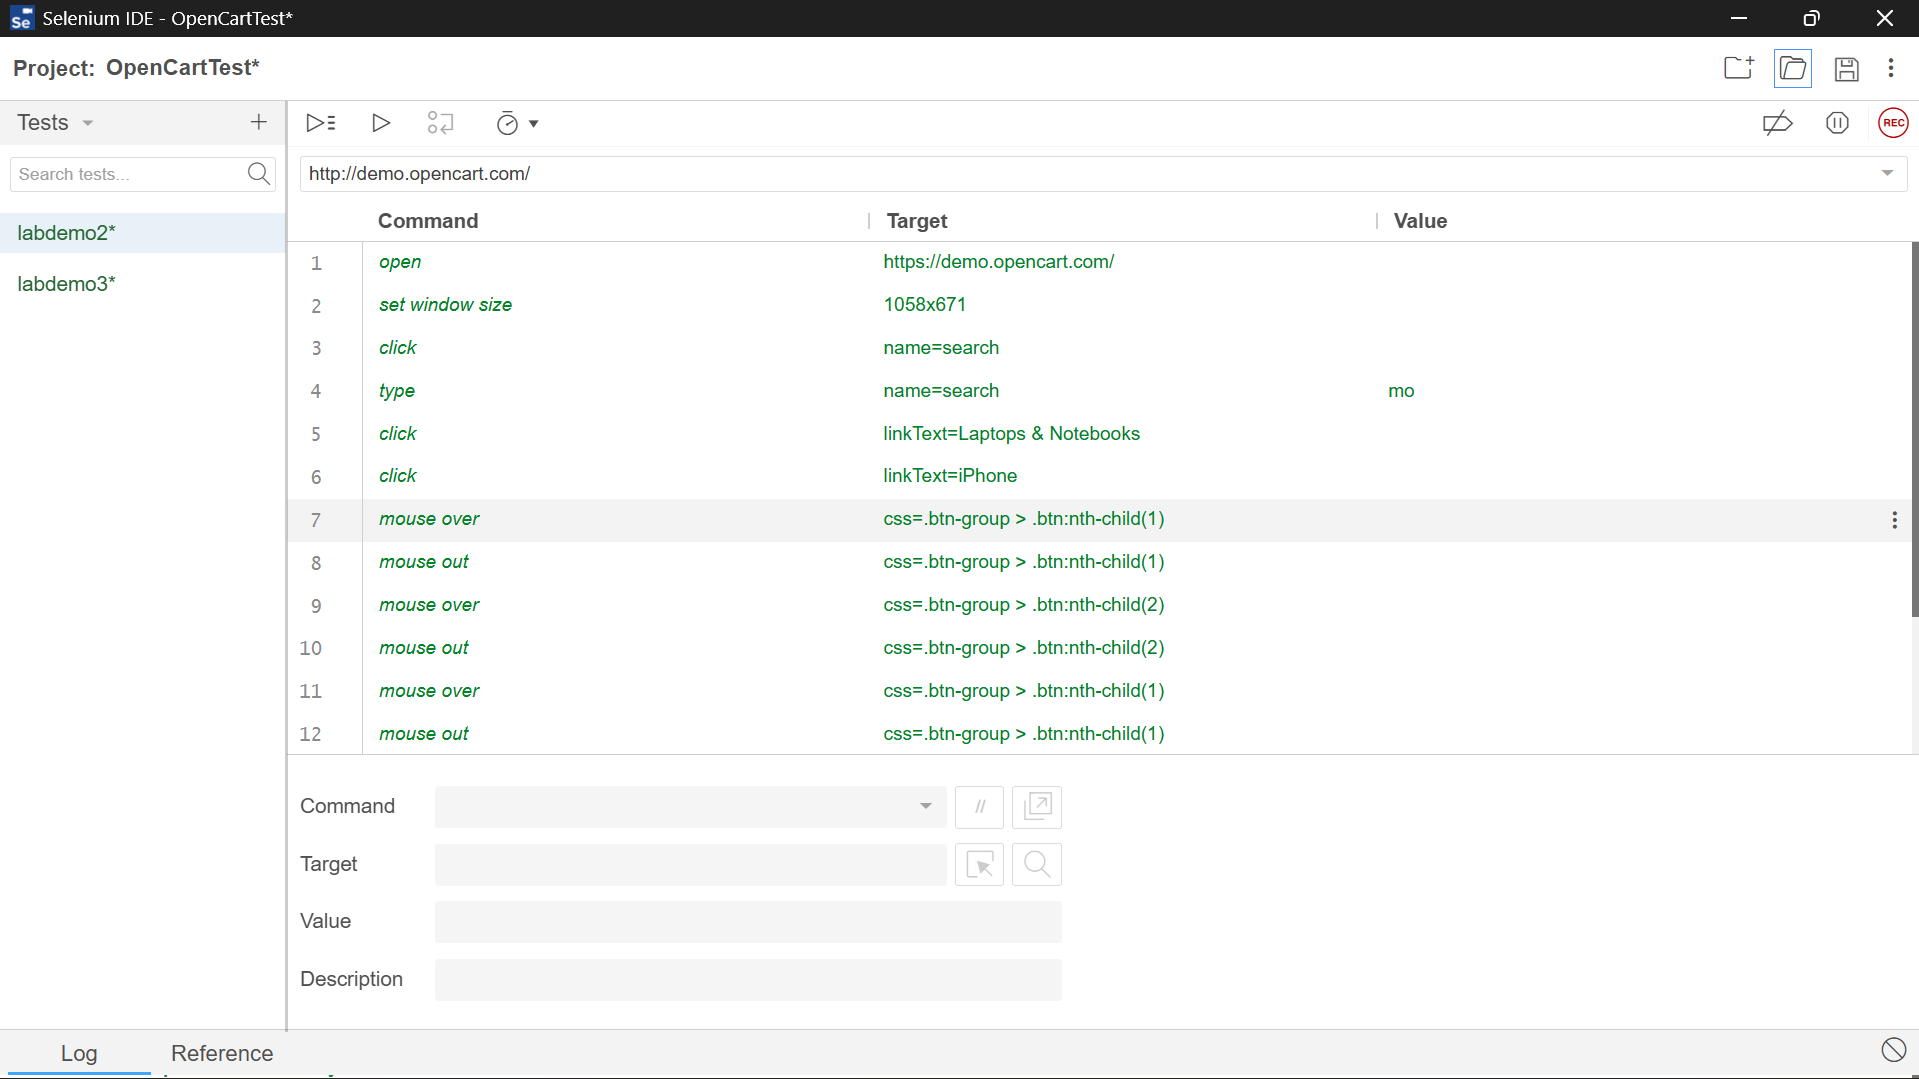 Selenium IDE - OpenCartTest*
Project: OpenCartTest*
Tests
Search tests...
labdemo2*
labdemo3*
REC
http://demo.opencart.com/
Command Target Value
1 open https://demo.opencart.com/
2 set window size 1058x671
3 click name=search
4 type name=search mo
5 click linkText=Laptops & Notebooks
6 click linkText=iPhone
7 mouse over css=.btn-group > .btn:nth-child(1)
8 mouse out css=.btn-group > .btn:nth-child(1)
9 mouse over css=.btn-group > .btn:nth-child(2)
10 mouse out css=.btn-group > .btn:nth-child(2)
11 mouse over css=.btn-group > .btn:nth-child(1)
12 mouse out css=.btn-group > .btn:nth-child(1)
Command //
Target
Value
Description
Log Reference